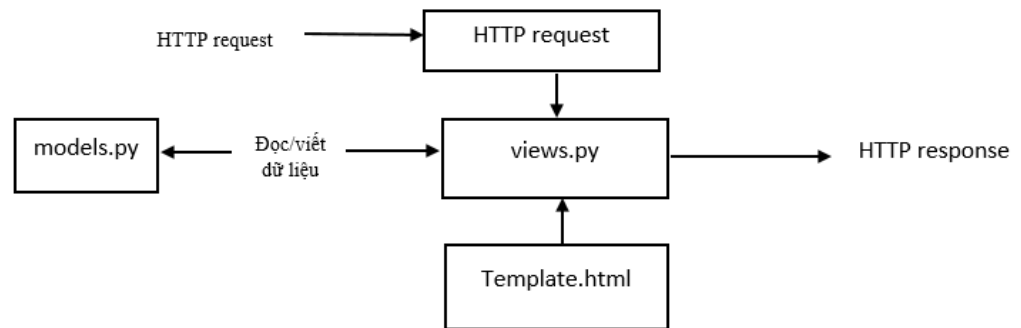 HTTP request
HTTP request
models.py
Đọc/viết
dữ liệu
views.py
HTTP response
Template.html